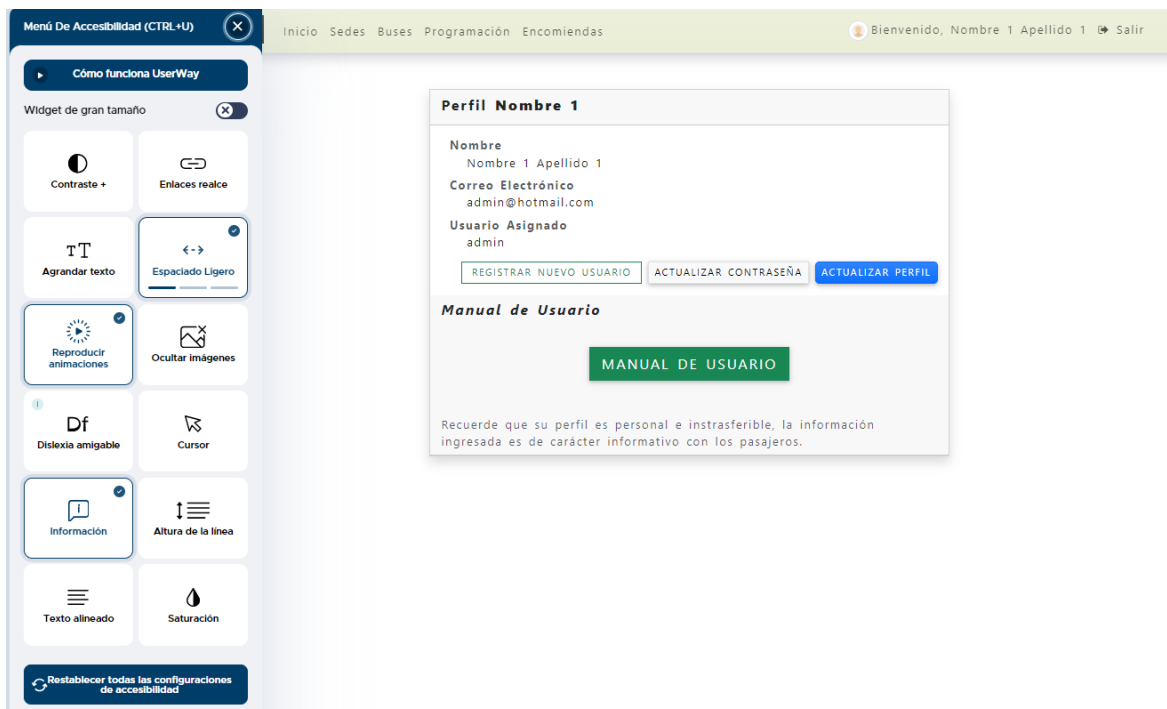 Menú De Accesibilidad (CTRL+U)
Cómo funciona UserWay
Widget de gran tamaño
Contraste +
Enlaces realce
TT
Agrandar texto
Espaciado Ligero
Reproducir
animaciones
Ocultar imágenes
Df
Dislexia amigable
Cursor
Información
Altura de la línea
Texto alineado
Saturación
Restablecer todas las configuraciones
de accesibilidad
Inicio Sedes Buses Programación Encomiendas
Bienvenido, Nombre 1 Apellido 1 Salir
Perfil Nombre 1
Nombre
Nombre 1 Apellido 1
Correo Electrónico
admin@hotmail.com
Usuario Asignado
admin
REGISTRAR NUEVO USUARIO ACTUALIZAR CONTRASEÑA ACTUALIZAR PERFIL
Manual de Usuario
MANUAL DE USUARIO
Recuerde que su perfil es personal e instrasferible, la información
ingresada es de carácter informativo con los pasajeros.